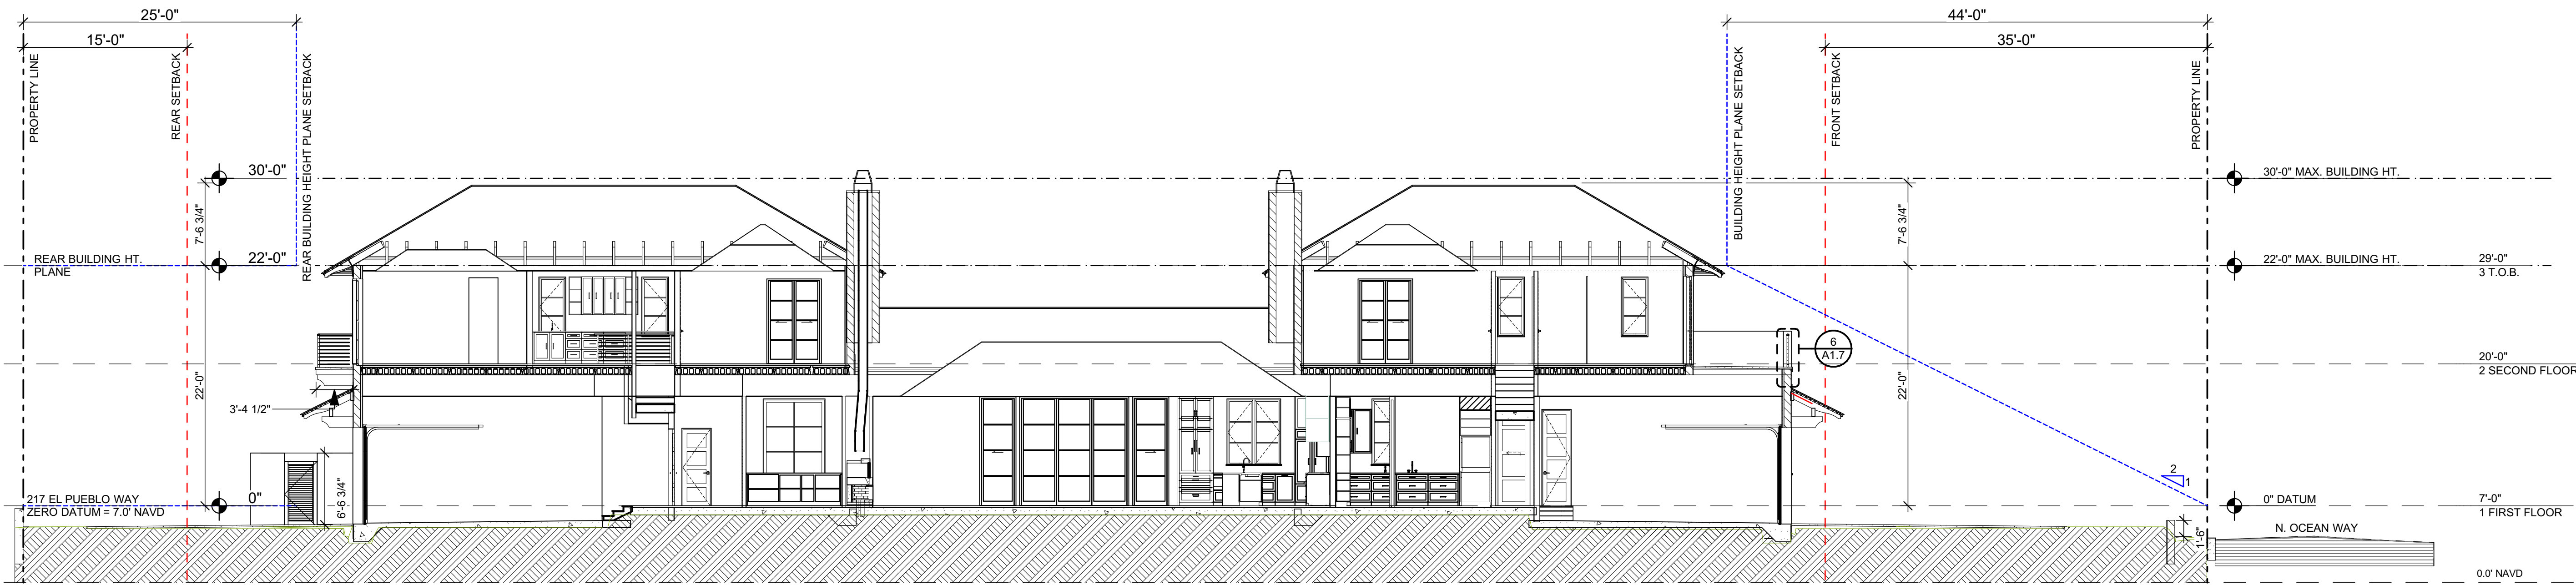 25'-0"
15'-0"
PROPERTY LINE
REAR SETBACK
REAR BUILDING HEIGHT PLANE SETBACK
44'-0"
35'-0"
BUILDING HEIGHT PLANE SETBACK
FRONT SETBACK
PROPERTY LINE
30'-0"
7'-6 3/4"
REAR BUILDING HT.
PLANE
22'-0"
22'-0"
3'-4 1/2"
6'-6 3/4"
217 EL PUEBLO WAY
ZERO DATUM = 7.0' NAVD
0"
7'-6 3/4"
22'-0"
6
A1.7
2
1
30'-0" MAX. BUILDING HT.
22'-0" MAX. BUILDING HT.
29'-0"
3 T.O.B.
20'-0"
2 SECOND FLOOR
0" DATUM
7'-0"
1 FIRST FLOOR
N. OCEAN WAY
1'-6"
0.0' NAVD